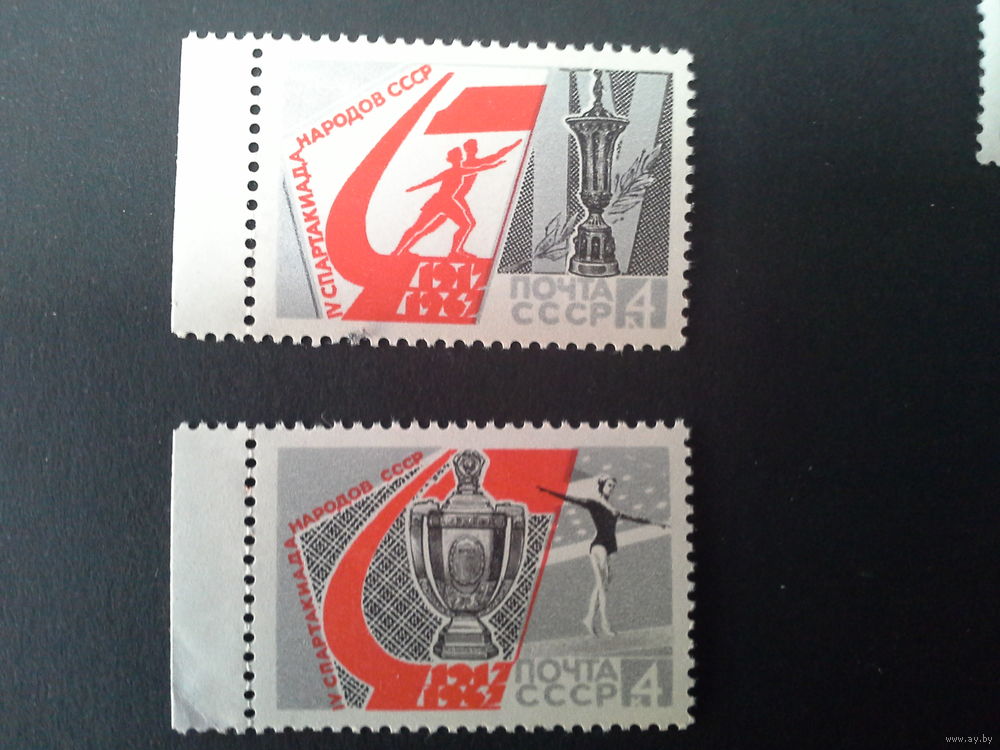 IV СПАРТАКИАДА НАРОДОВ СССР
1917
1967
ПОЧТА
СССР 4
к
IV СПАРТАКИАДА НАРОДОВ СССР
1917
1967
ПОЧТА
СССР 4
к
www.ay.by